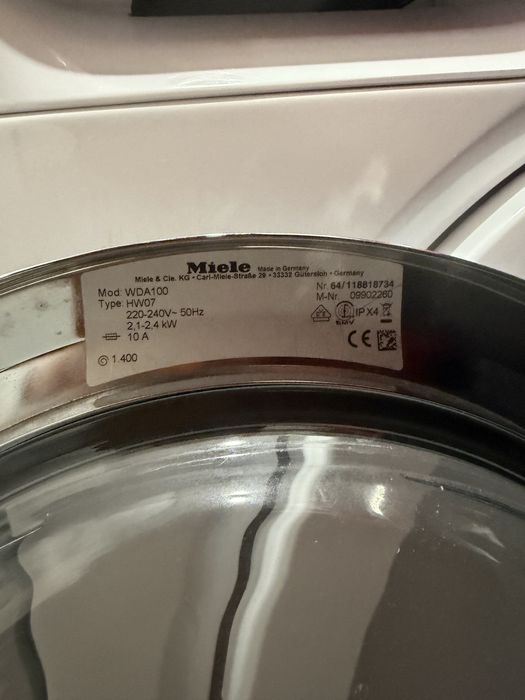 Miele Made in Germany
Miele & Cie. KG · Carl-Miele-Straße 29 · 33332 Gütersloh · Germany
Mod: WDA100
Type: HW07
220-240V~ 50Hz
2,1-2,4 kW
10 A
1.400
Nr. 64/118818734
M-Nr. 09902260
IPX4
EMV
CE